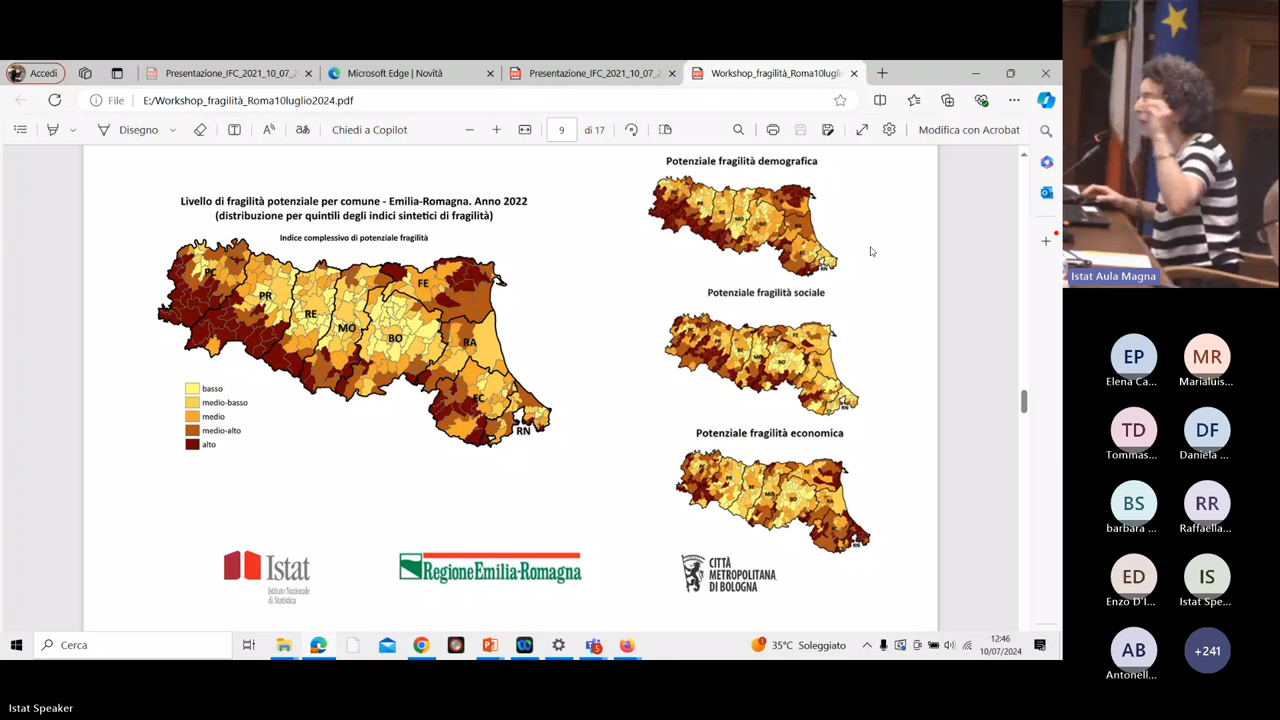 Accedi
Presentazione_IFC_2021_10_07_2
Microsoft Edge | Novità
Presentazione_IFC_2021_10_07_2
Workshop_fragilità_Roma10luglio
File
E:/Workshop_fragilità_Roma10luglio2024.pdf
Disegno
Chiedi a Copilot
9
di 17
Modifica con Acrobat
Livello di fragilità potenziale per comune - Emilia-Romagna. Anno 2022
(distribuzione per quintili degli indici sintetici di fragilità)
Indice complessivo di potenziale fragilità
PC
PR
RE
MO
BO
FE
RA
FC
RN
basso
medio-basso
medio
medio-alto
alto
Potenziale fragilità demografica
Potenziale fragilità sociale
Potenziale fragilità economica
Istat
Istituto Nazionale
di Statistica
RegioneEmilia-Romagna
CITTÀ
METROPOLITANA
DI BOLOGNA
Cerca
35°C Soleggiato
12:46
10/07/2024
Istat Aula Magna
EP
Elena Ca...
MR
Marialuis...
TD
Tommas...
DF
Daniela ...
BS
barbara ...
RR
Raffaella...
ED
Enzo D'I...
IS
Istat Spe...
AB
Antonell...
+241
Istat Speaker